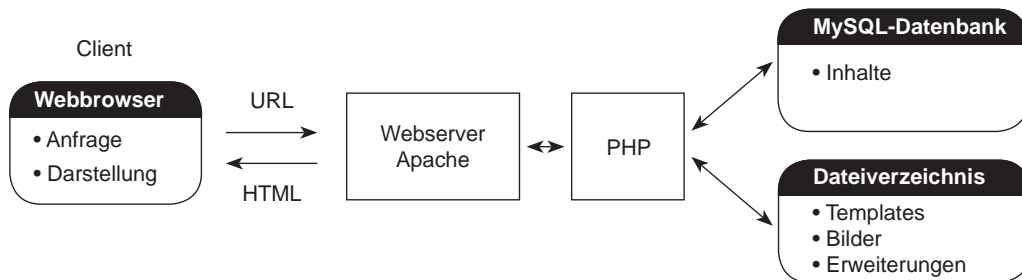 Client
Webbrowser
• Anfrage
• Darstellung
URL
HTML
Webserver
Apache
PHP
MySQL-Datenbank
• Inhalte
Dateiverzeichnis
• Templates
• Bilder
• Erweiterungen